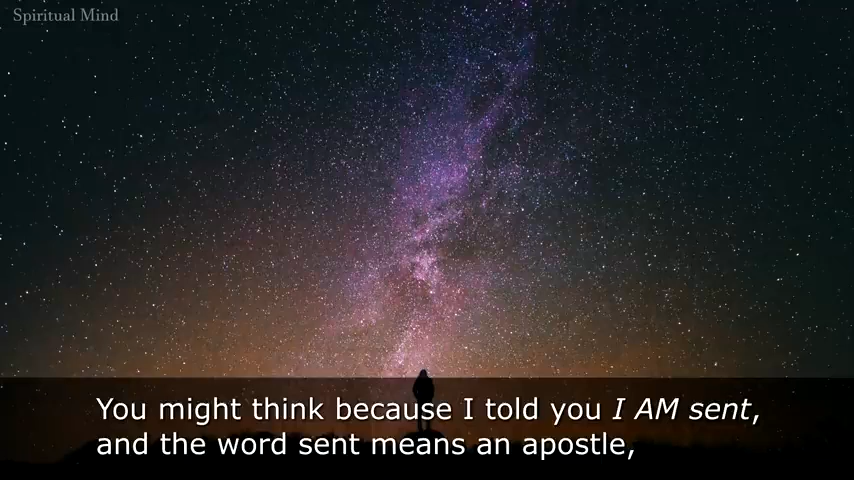 Spiritual Mind
You might think because I told you I AM sent,
and the word sent means an apostle,